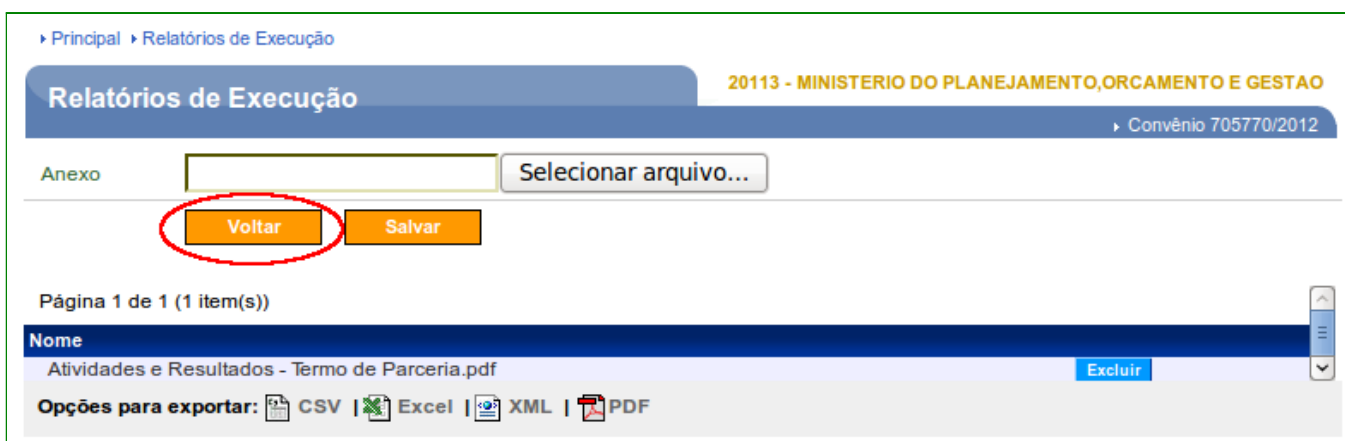 Principal Relatórios de Execução
Relatórios de Execução
20113 - MINISTERIO DO PLANEJAMENTO,ORCAMENTO E GESTAO
Convênio 705770/2012
Anexo Selecionar arquivo...
Voltar Salvar
Página 1 de 1 (1 item(s))
Nome
Atividades e Resultados - Termo de Parceria.pdf Excluir
Opções para exportar: CSV | Excel | XML | PDF